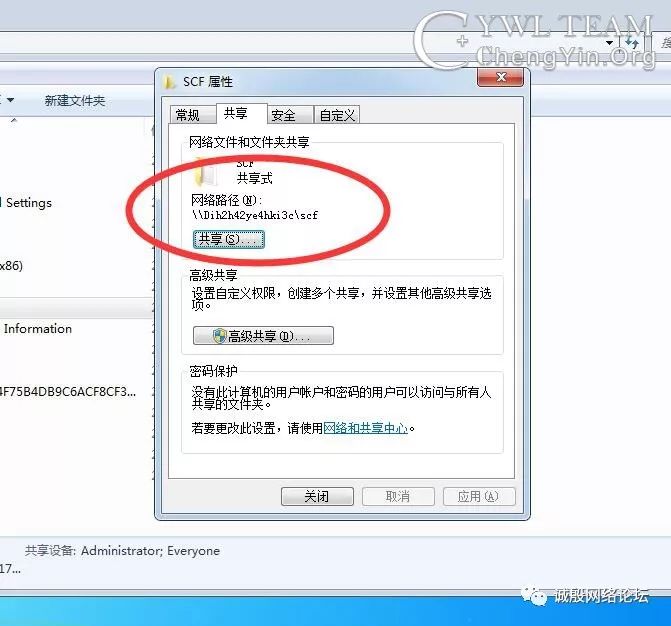 CYWL TEAM
ChengYin.Org
SCF 属性
新建文件夹
常规
共享
安全
自定义
网络文件和文件夹共享
SCF
共享式
Settings
网络路径(N):
\\Dih2h42ye4hki3c\scf
共享(S)...
x86)
高级共享
设置自定义权限，创建多个共享，并设置其他高级共享选
项。
Information
高级共享(D)...
密码保护
4F75B4DB9C6ACF8CF3...
没有此计算机的用户帐户和密码的用户可以访问与所有人
共享的文件夹。
若要更改此设置，请使用网络和共享中心。
关闭
取消
应用(A)
共享设备: Administrator; Everyone
17...
诚殷网络论坛